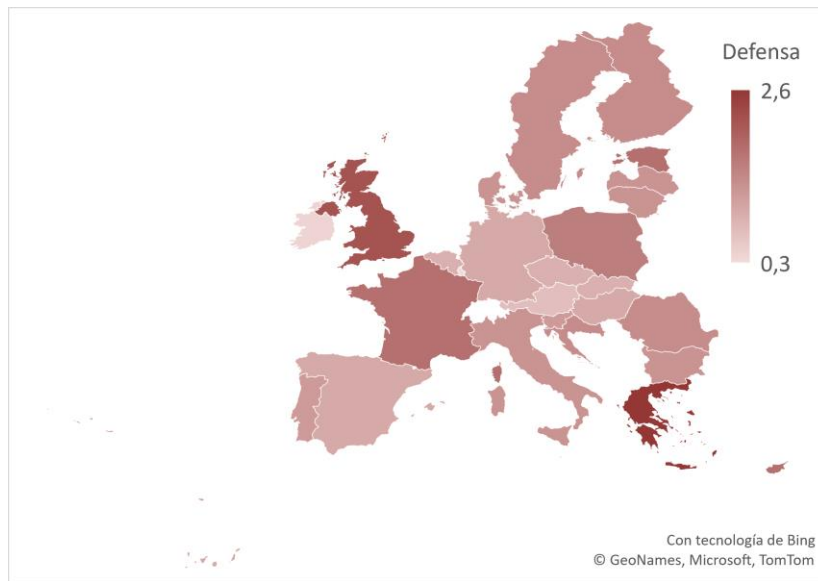 Defensa
2,6
0,3
Con tecnología de Bing
© GeoNames, Microsoft, TomTom